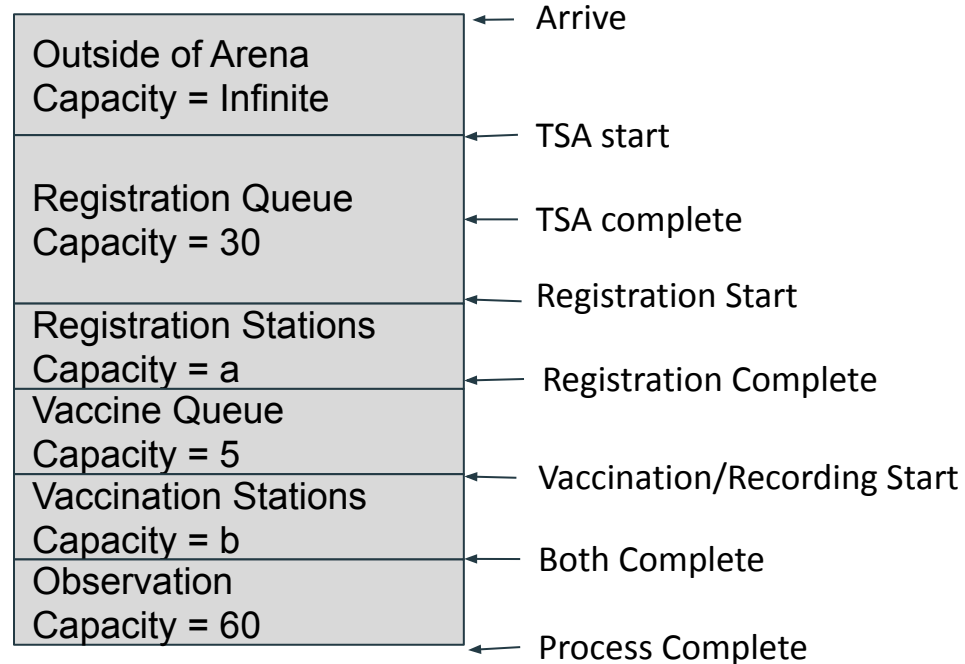 Arrive
Outside of Arena
Capacity = Infinite
TSA start
Registration Queue
Capacity = 30
TSA complete
Registration Start
Registration Stations
Capacity = a
Registration Complete
Vaccine Queue
Capacity = 5
Vaccination/Recording Start
Vaccination Stations
Capacity = b
Both Complete
Observation
Capacity = 60
Process Complete